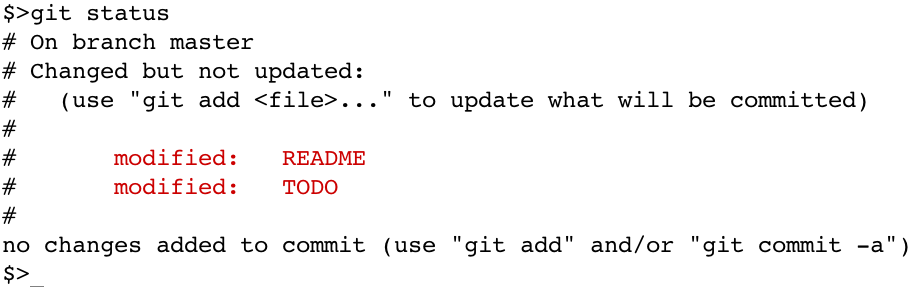 $>git status
# On branch master
# Changed but not updated:
#   (use "git add <file>..." to update what will be committed)
#
#       modified:   README
#       modified:   TODO
#
no changes added to commit (use "git add" and/or "git commit -a")
$>_